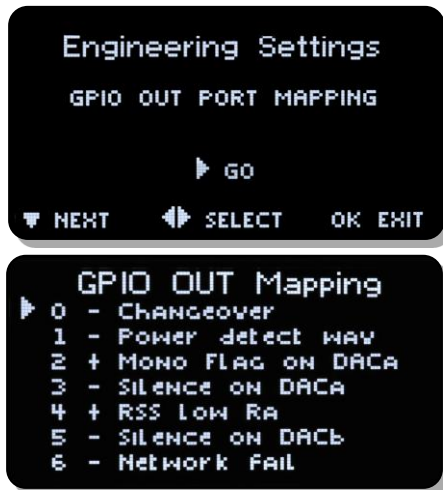 Engineering Settings
GPIO OUT PORT MAPPING
GO
NEXT SELECT OK EXIT
GPIO OUT Mapping
0 - Changeover
1 - Power detect wav
2 + Mono Flag on DACa
3 - Silence on DACa
4 + RSS Low Ra
5 - Silence on DACb
6 - Network Fail